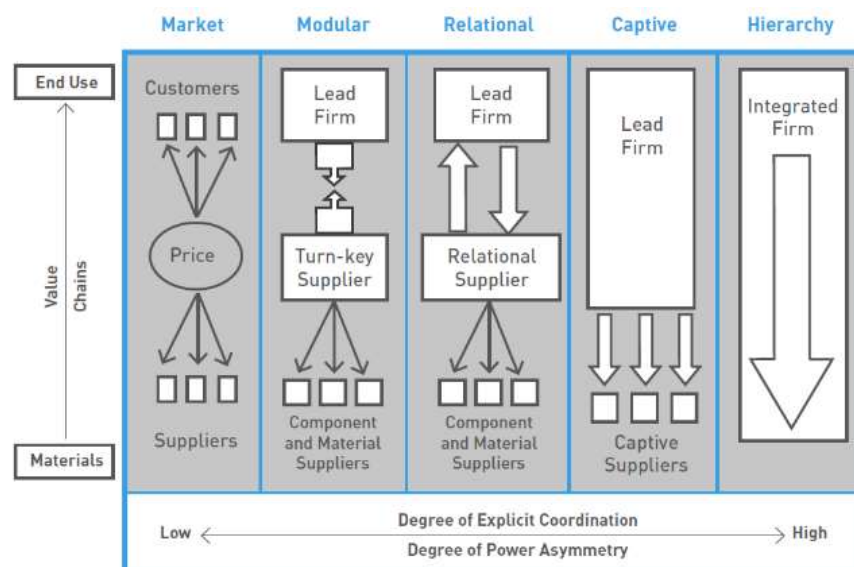 Market
Modular
Relational
Captive
Hierarchy
End Use
Value
Chains
Materials
Customers
Price
Suppliers
Lead
Firm
Turn-key
Supplier
Component
and Material
Suppliers
Lead
Firm
Relational
Supplier
Component
and Material
Suppliers
Lead
Firm
Captive
Suppliers
Integrated
Firm
Low
Degree of Explicit Coordination
Degree of Power Asymmetry
High